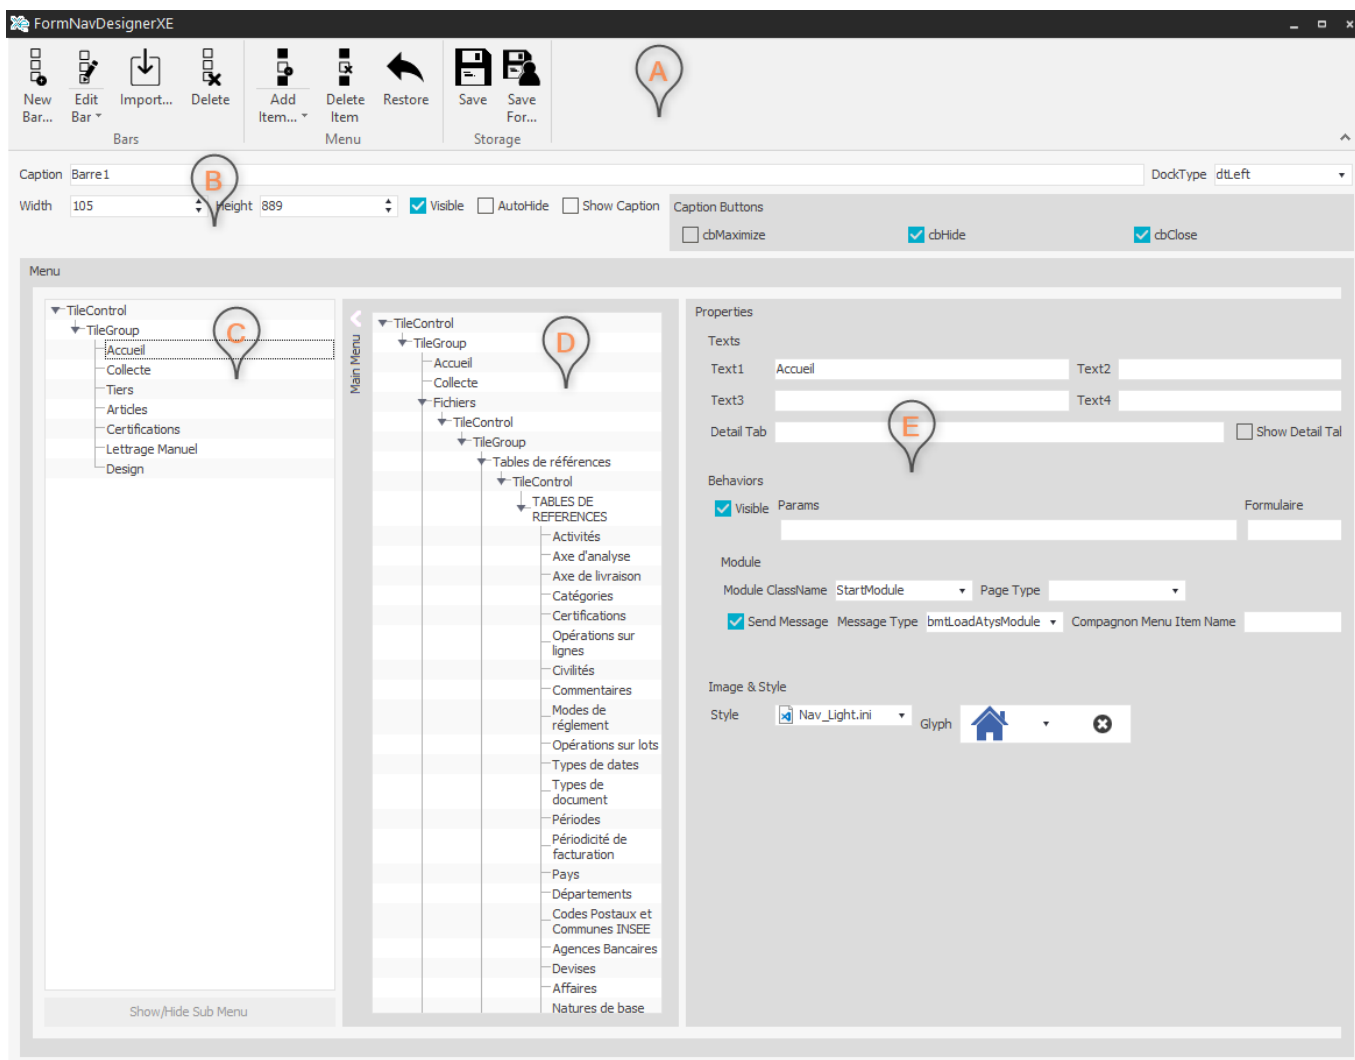 FormNavDesignerXE
New Bar...
Edit Bar
Import...
Delete
Add Item...
Delete Item
Restore
Save
Save For...
A
Bars
Menu
Storage
Caption
Barre1
B
DockType
dtLeft
Width
105
Height
889
Visible
AutoHide
Show Caption
Caption Buttons
cbMaximize
cbHide
cbClose
Menu
TileControl
TileGroup
C
Accueil
Collecte
Tiers
Articles
Certifications
Lettrage Manuel
Design
Show/Hide Sub Menu
Main Menu
TileControl
D
TileGroup
Accueil
Collecte
Fichiers
TileControl
TileGroup
Tables de références
TileControl
TABLES DE
REFERENCES
Activités
Axe d'analyse
Axe de livraison
Catégories
Certifications
Opérations sur
lignes
Civilités
Commentaires
Modes de
réglement
Opérations sur lots
Types de dates
Types de
document
Périodes
Périodicité de
facturation
Pays
Départements
Codes Postaux et
Communes INSEE
Agences Bancaires
Devises
Affaires
Natures de base
Properties
Texts
Text1
Accueil
Text2
Text3
Text4
E
Detail Tab
Show Detail Tal
Behaviors
Visible
Params
Formulaire
Module
Module ClassName
StartModule
Page Type
Send Message
Message Type
bmtLoadAtysModule
Compagnon Menu Item Name
Image & Style
Style
Nav_Light.ini
Glyph